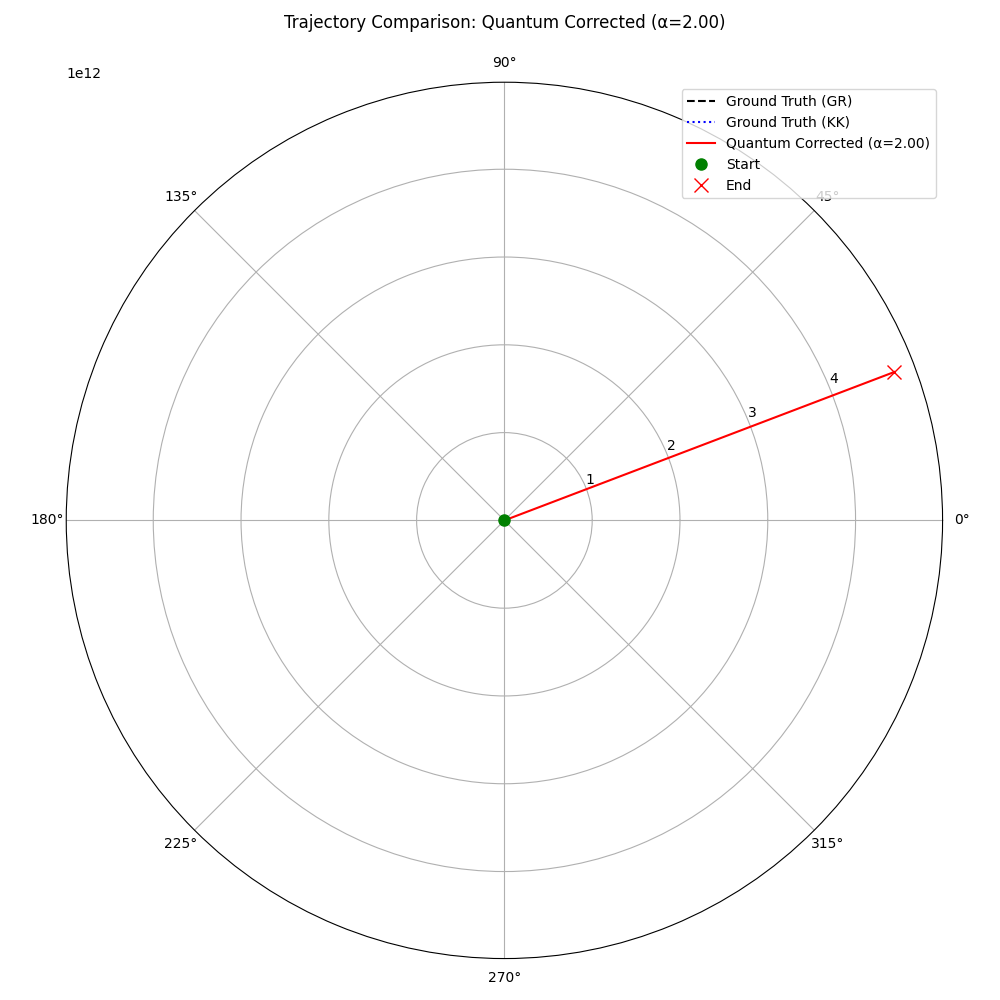 Trajectory Comparison: Quantum Corrected (α=2.00)
90°
1e12
Ground Truth (GR)
Ground Truth (KK)
Quantum Corrected (α=2.00)
Start
End
135°
45°
4
3
2
1
180°
0°
225°
315°
270°